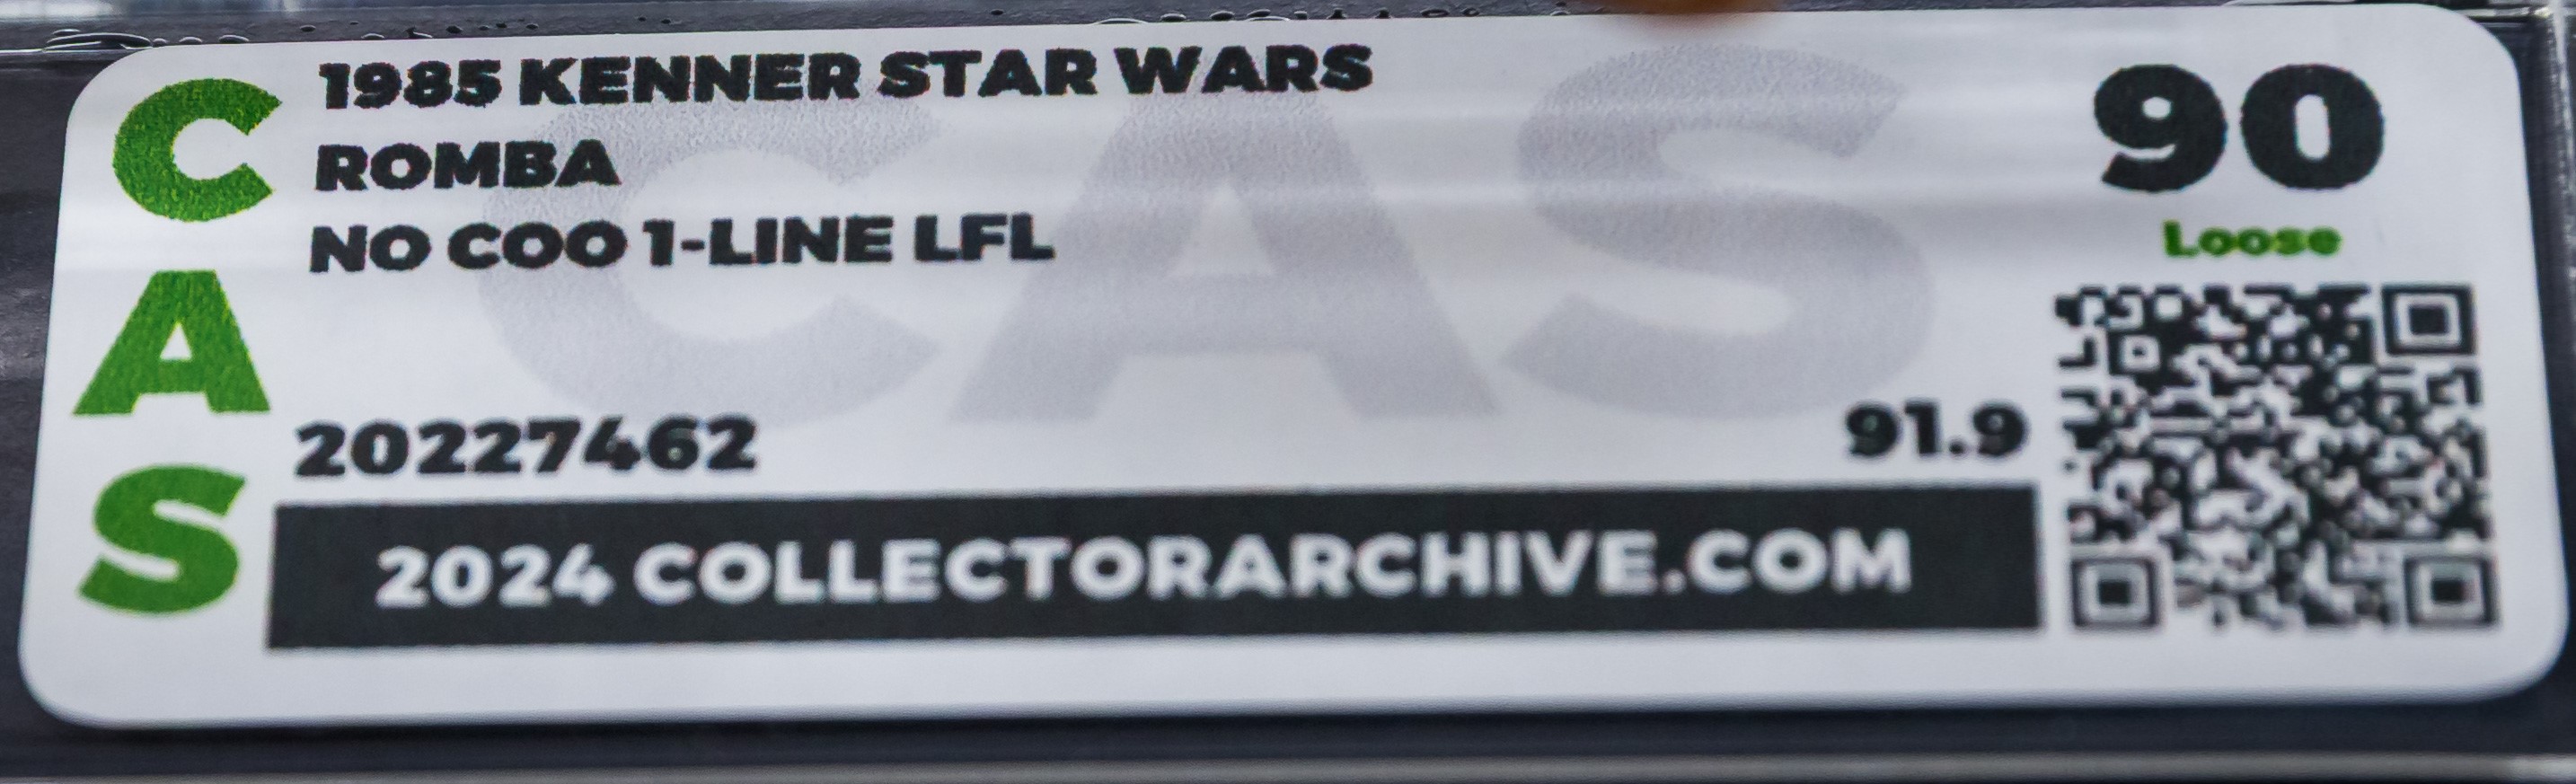 CAS
1985 KENNER STAR WARS
ROMBA
NO COO 1-LINE LFL
CAS
90
Loose
20227462
91.9
2024 COLLECTORARCHIVE.COM